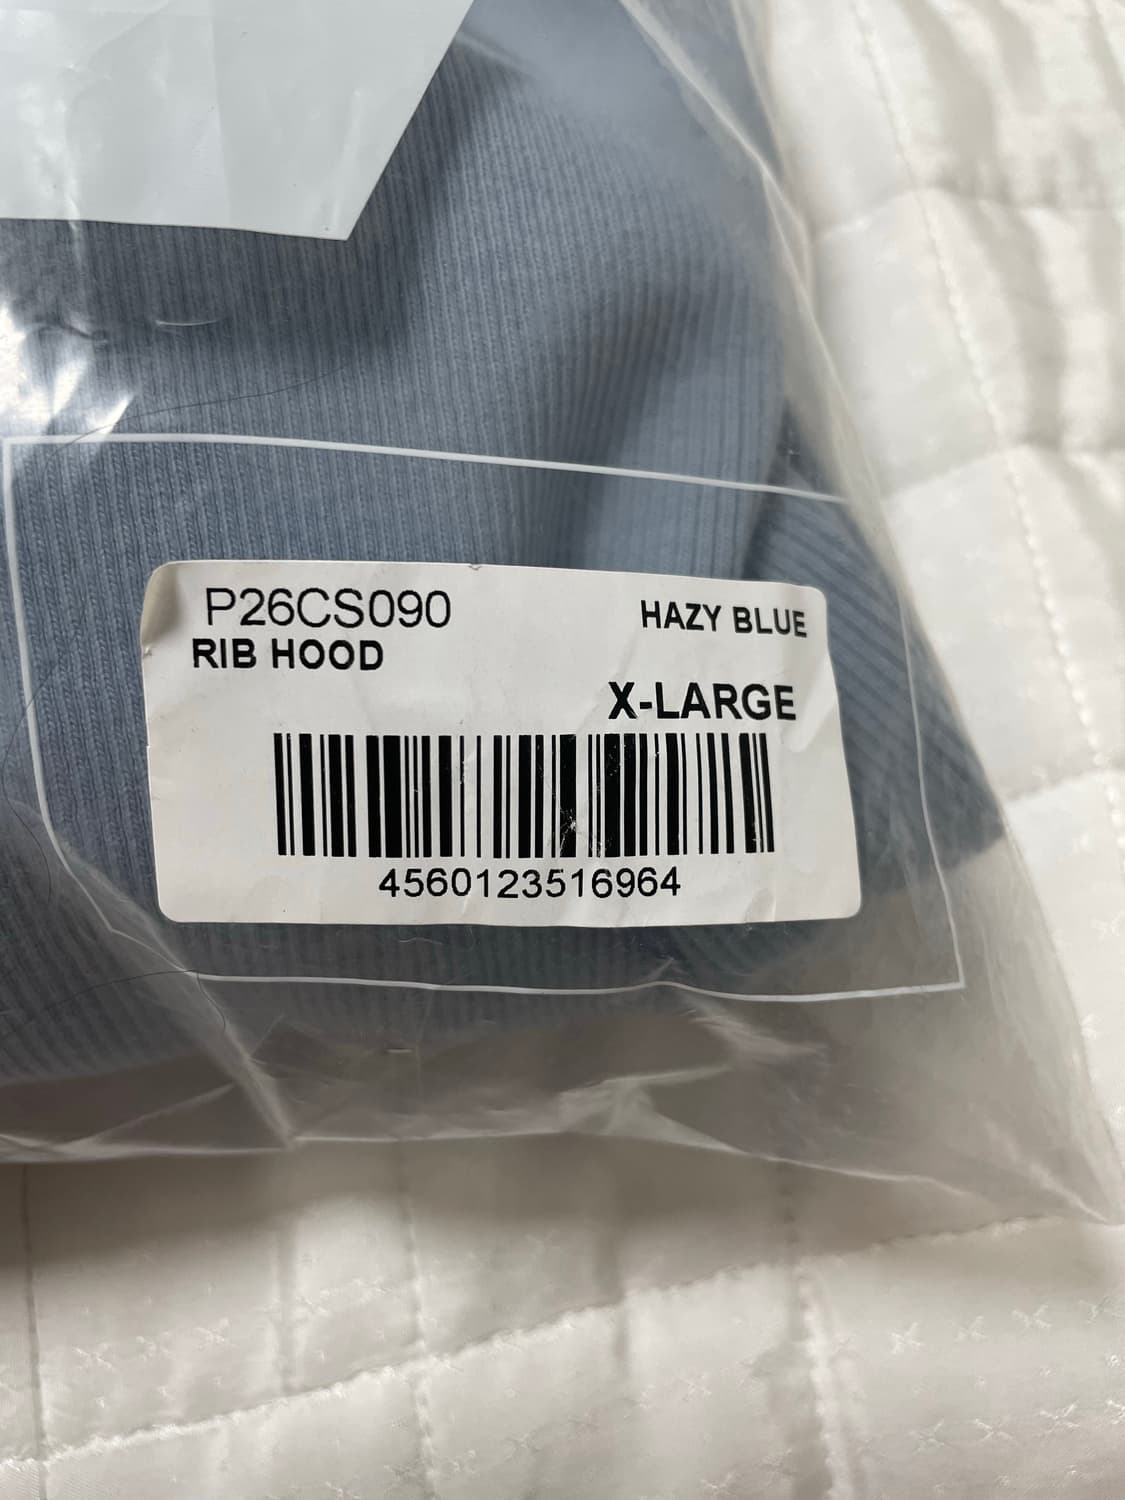 P26CS090
HAZY BLUE
RIB HOOD
X-LARGE
4560123516964